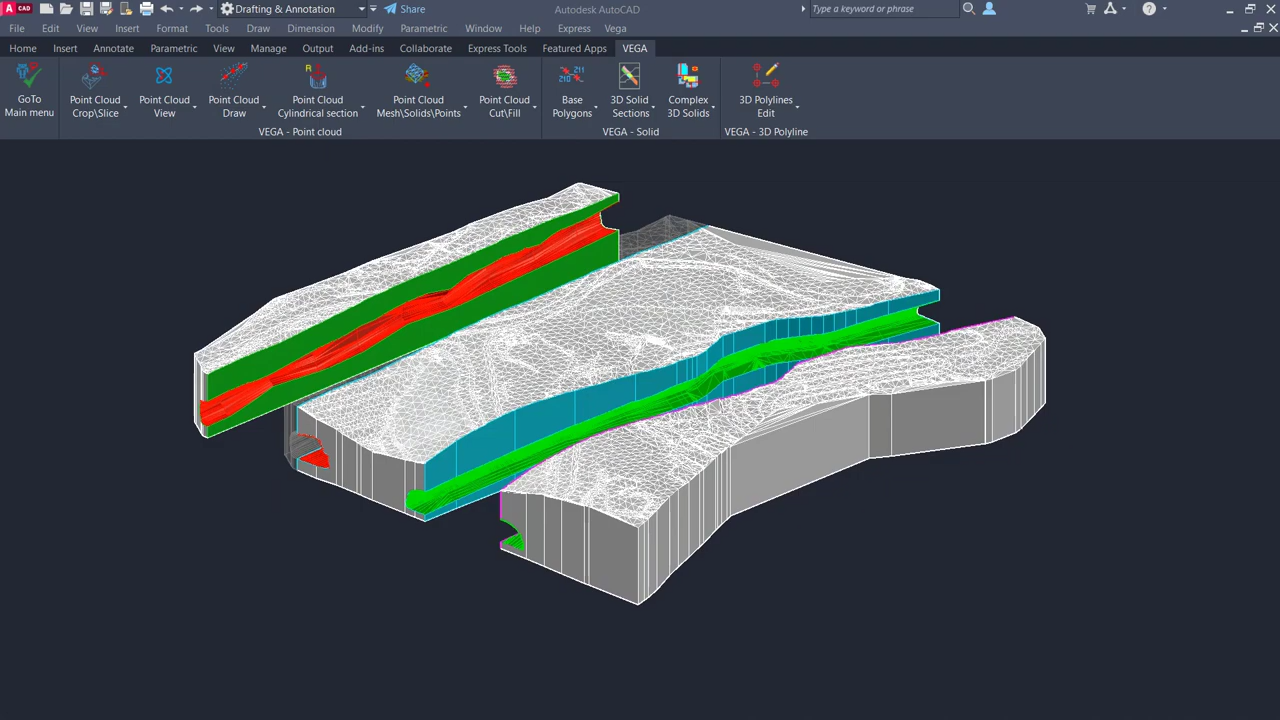 A CAD Drafting & Annotation Share Autodesk AutoCAD Type a keyword or phrase ?
File Edit View Insert Format Tools Draw Dimension Modify Parametric Window Help Express Vega
Home Insert Annotate Parametric View Manage Output Add-ins Collaborate Express Tools Featured Apps VEGA
R Z11 Z10
GoTo Main menu
Point Cloud Crop\Slice
Point Cloud View
Point Cloud Draw
Point Cloud Cylindrical section
Point Cloud Mesh\Solids\Points
Point Cloud Cut\Fill
Base Polygons
3D Solid Sections
Complex 3D Solids
3D Polylines Edit
VEGA - Point cloud VEGA - Solid VEGA - 3D Polyline